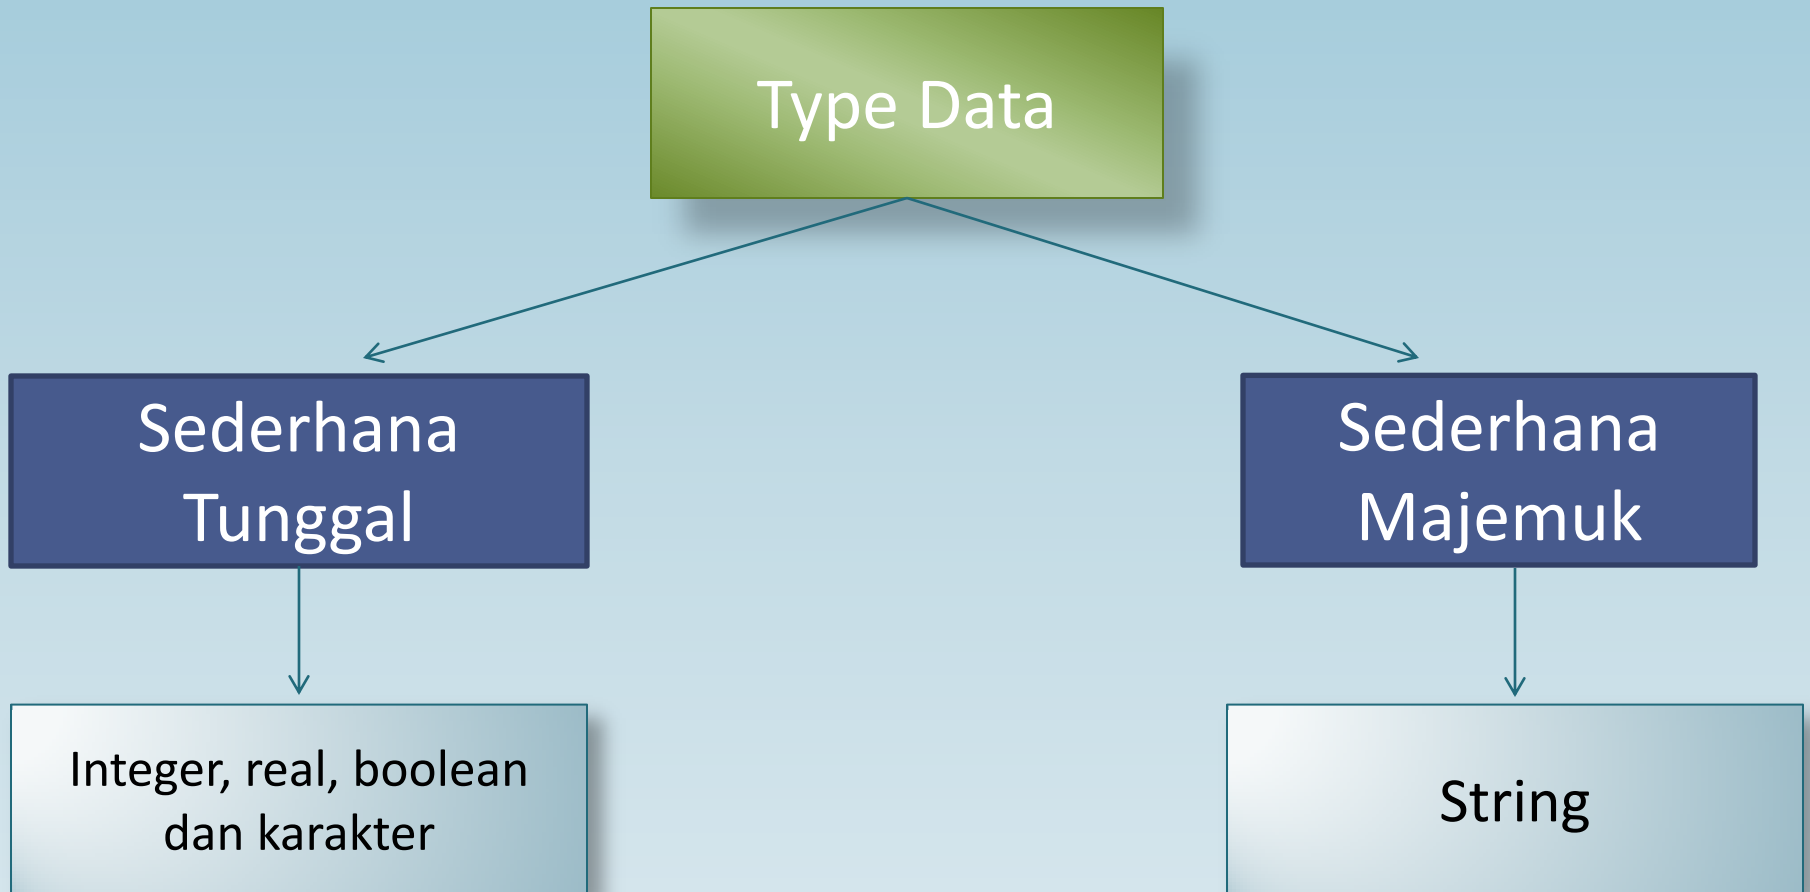 Type Data
Sederhana
Tunggal
Sederhana
Majemuk
Integer, real, boolean
dan karakter
String